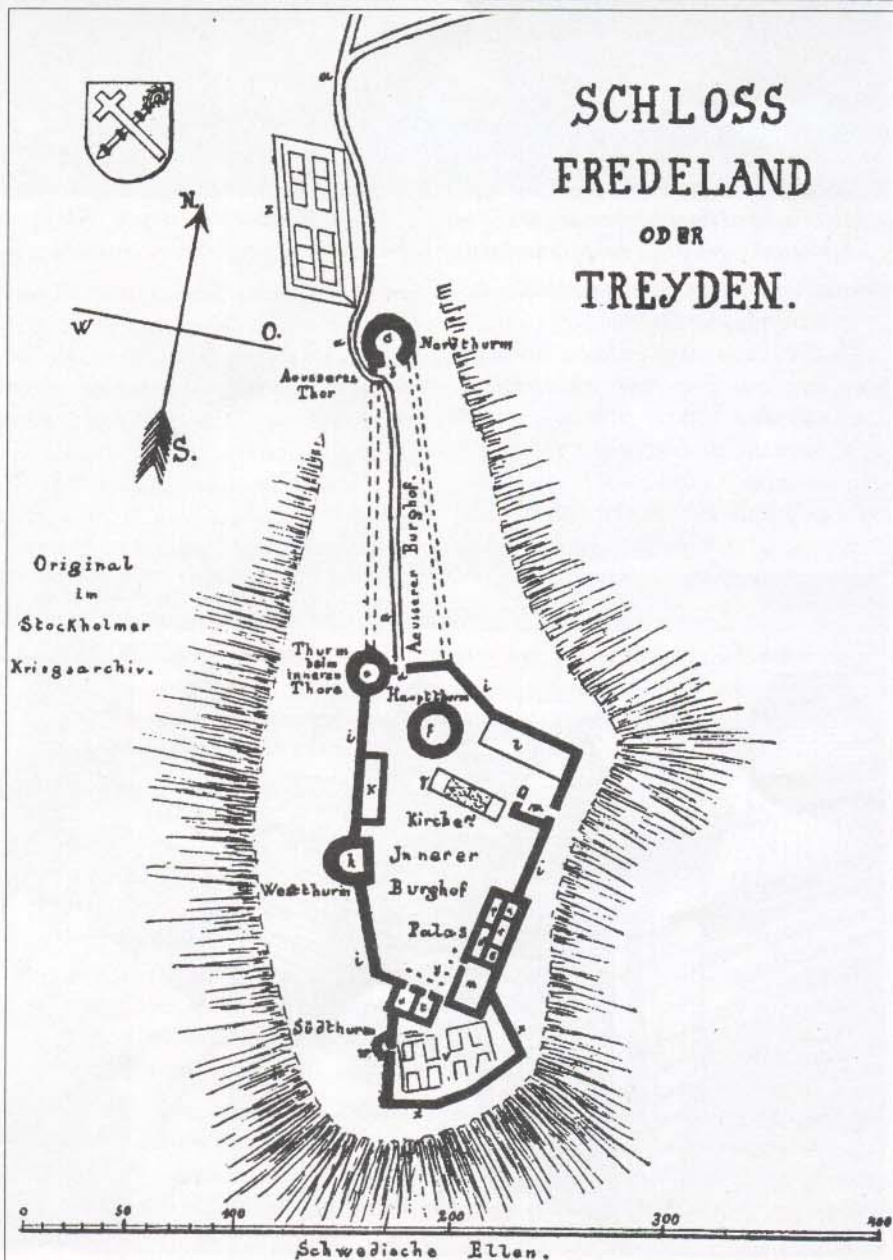 SCHLOSS
FREDELAND
ODER
TREYDEN.
N.
W
O.
S.
a
z
a
Nordthurm
Aeusseres
Thor
Aeusserer Burghof.
Original
im
Stockholmer
Kriegsarchiv.
a
Thurm
beim
inneren
Thore
Hauptthurm
i
f
l
i
x
m
Kirche
k
Innerer
Burghof
Westthurm
i
Palas
i
n
Südthurm
v
z
z
0 50 100 200 300 400
Schwedische Ellen.